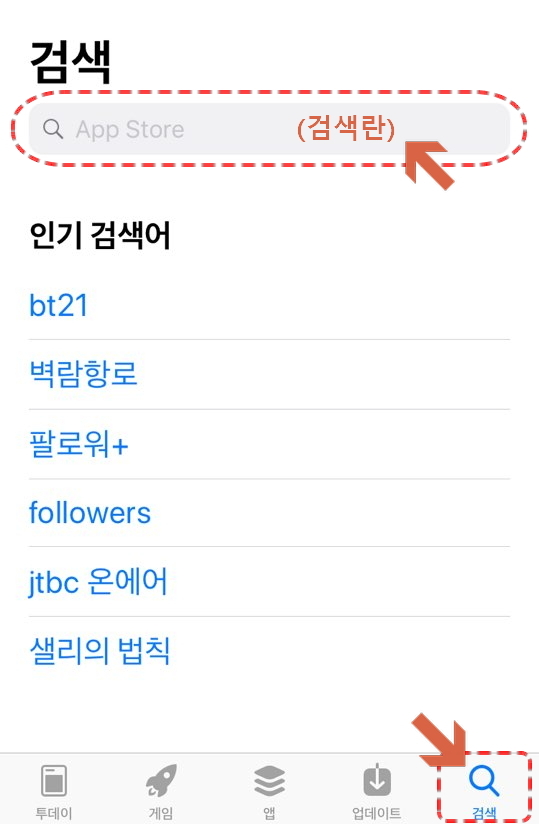 검색
App Store (검색란)
인기 검색어
bt21
벽람항로
팔로워+
followers
jtbc 온에어
샐리의 법칙
투데이 게임 앱 업데이트 검색